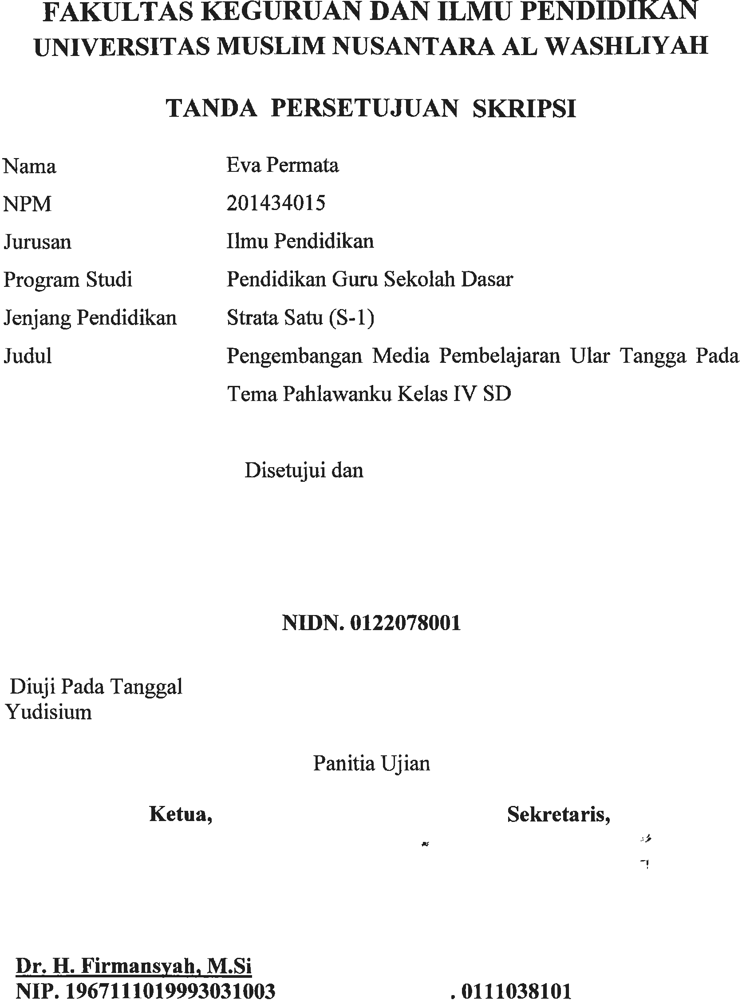 FAKULTAS KEGURUAN DAN ILMU PENDIDIKAN
UNIVERSITAS MUSLIM NUSANTARA AL WASHLIYAH
TANDA PERSETUJUAN SKRIPSI
Nama Eva Permata
NPM 201434015
Jurusan Ilmu Pendidikan
Program Studi Pendidikan Guru Sekolah Dasar
Jenjang Pendidikan Strata Satu (S-1)
Judul Pengembangan Media Pembelajaran Ular Tangga Pada
Tema Pahlawanku Kelas IV SD
Disetujui dan
NIDN. 0122078001
Diuji Pada Tanggal
Yudisium
Panitia Ujian
Ketua, Sekretaris,
Dr. H. Firmansyah, M.Si
NIP. 1967111019993031003 . 0111038101